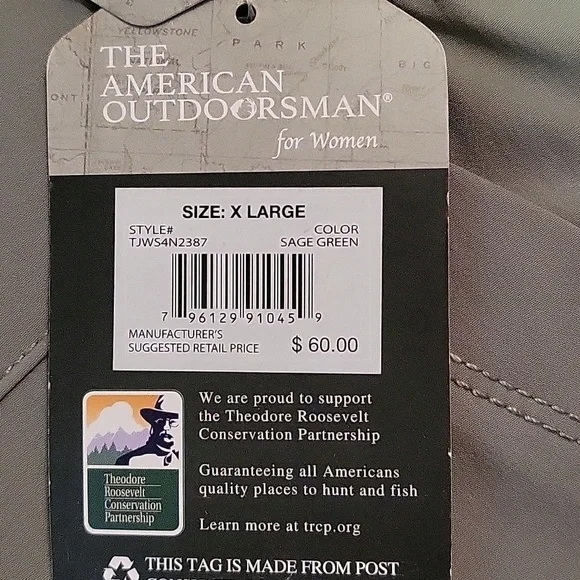 YELLOWSTONE
PARK
BIG
ONT
THE
AMERICAN
OUTDOORSMAN®
for Women
SIZE: X LARGE
STYLE# COLOR
TJWS4N2387 SAGE GREEN
7 96129 91045 9
MANUFACTURER'S
SUGGESTED RETAIL PRICE $ 60.00
We are proud to support
the Theodore Roosevelt
Conservation Partnership
Guaranteeing all Americans
quality places to hunt and fish
Learn more at trcp.org
Theodore
Roosevelt
Conservation
Partnership
THIS TAG IS MADE FROM POST